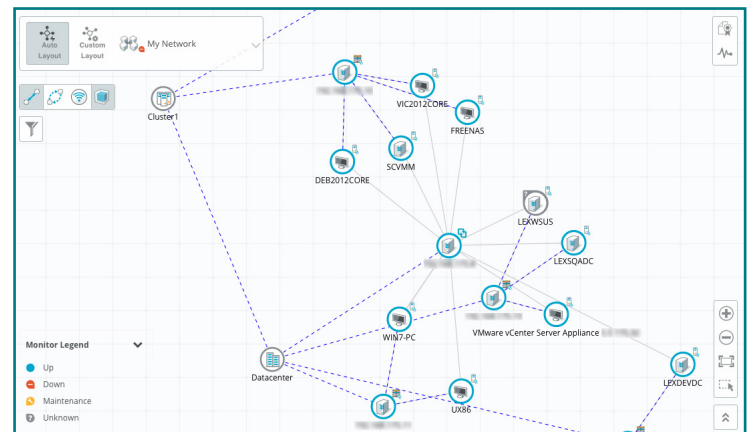 Auto
Layout
Custom
Layout
My Network
Cluster1
VIC2012CORE
FREENAS
SCVMM
DEB2012CORE
LEXWSUS
LEXSQADC
WIN7-PC
VMware vCenter Server Appliance
LEXDEVDC
Datacenter
UX86
Monitor Legend
Up
Down
Maintenance
Unknown